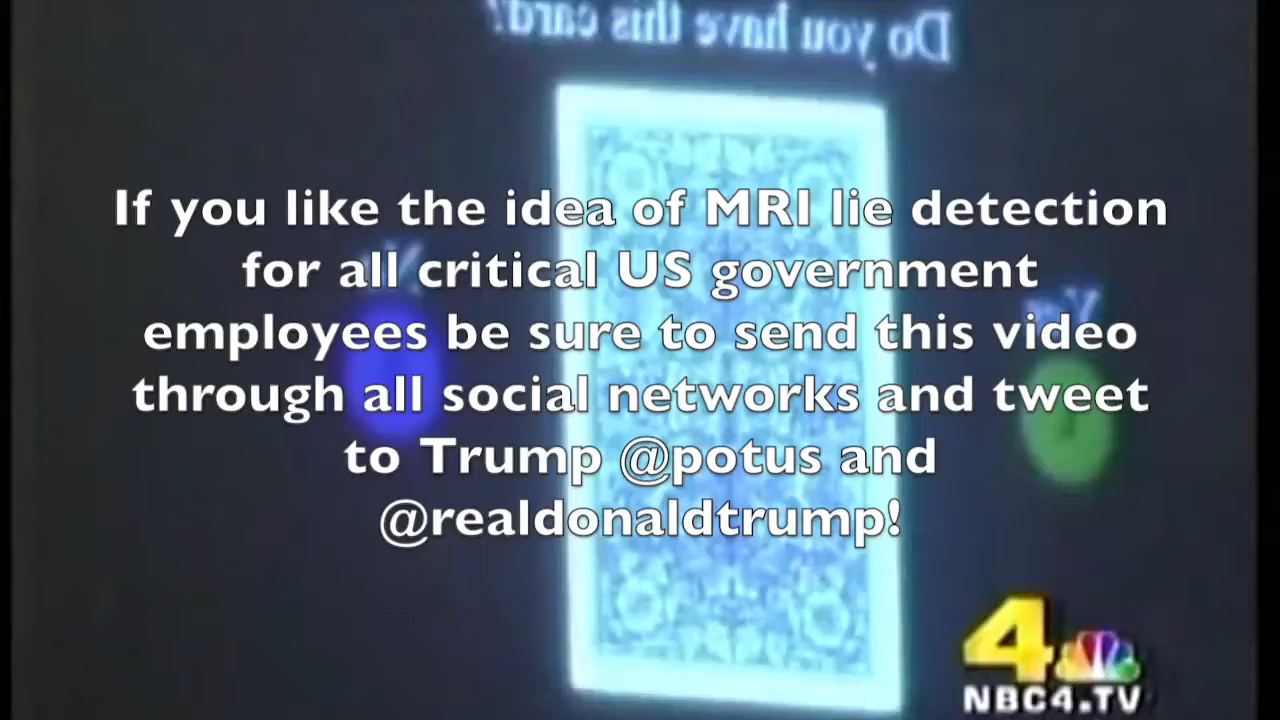 Do you have this card?
If you like the idea of MRI lie detection
for all critical US government
employees be sure to send this video
through all social networks and tweet
to Trump @potus and
@realdonaldtrump!
Yes
4
NBC4.TV